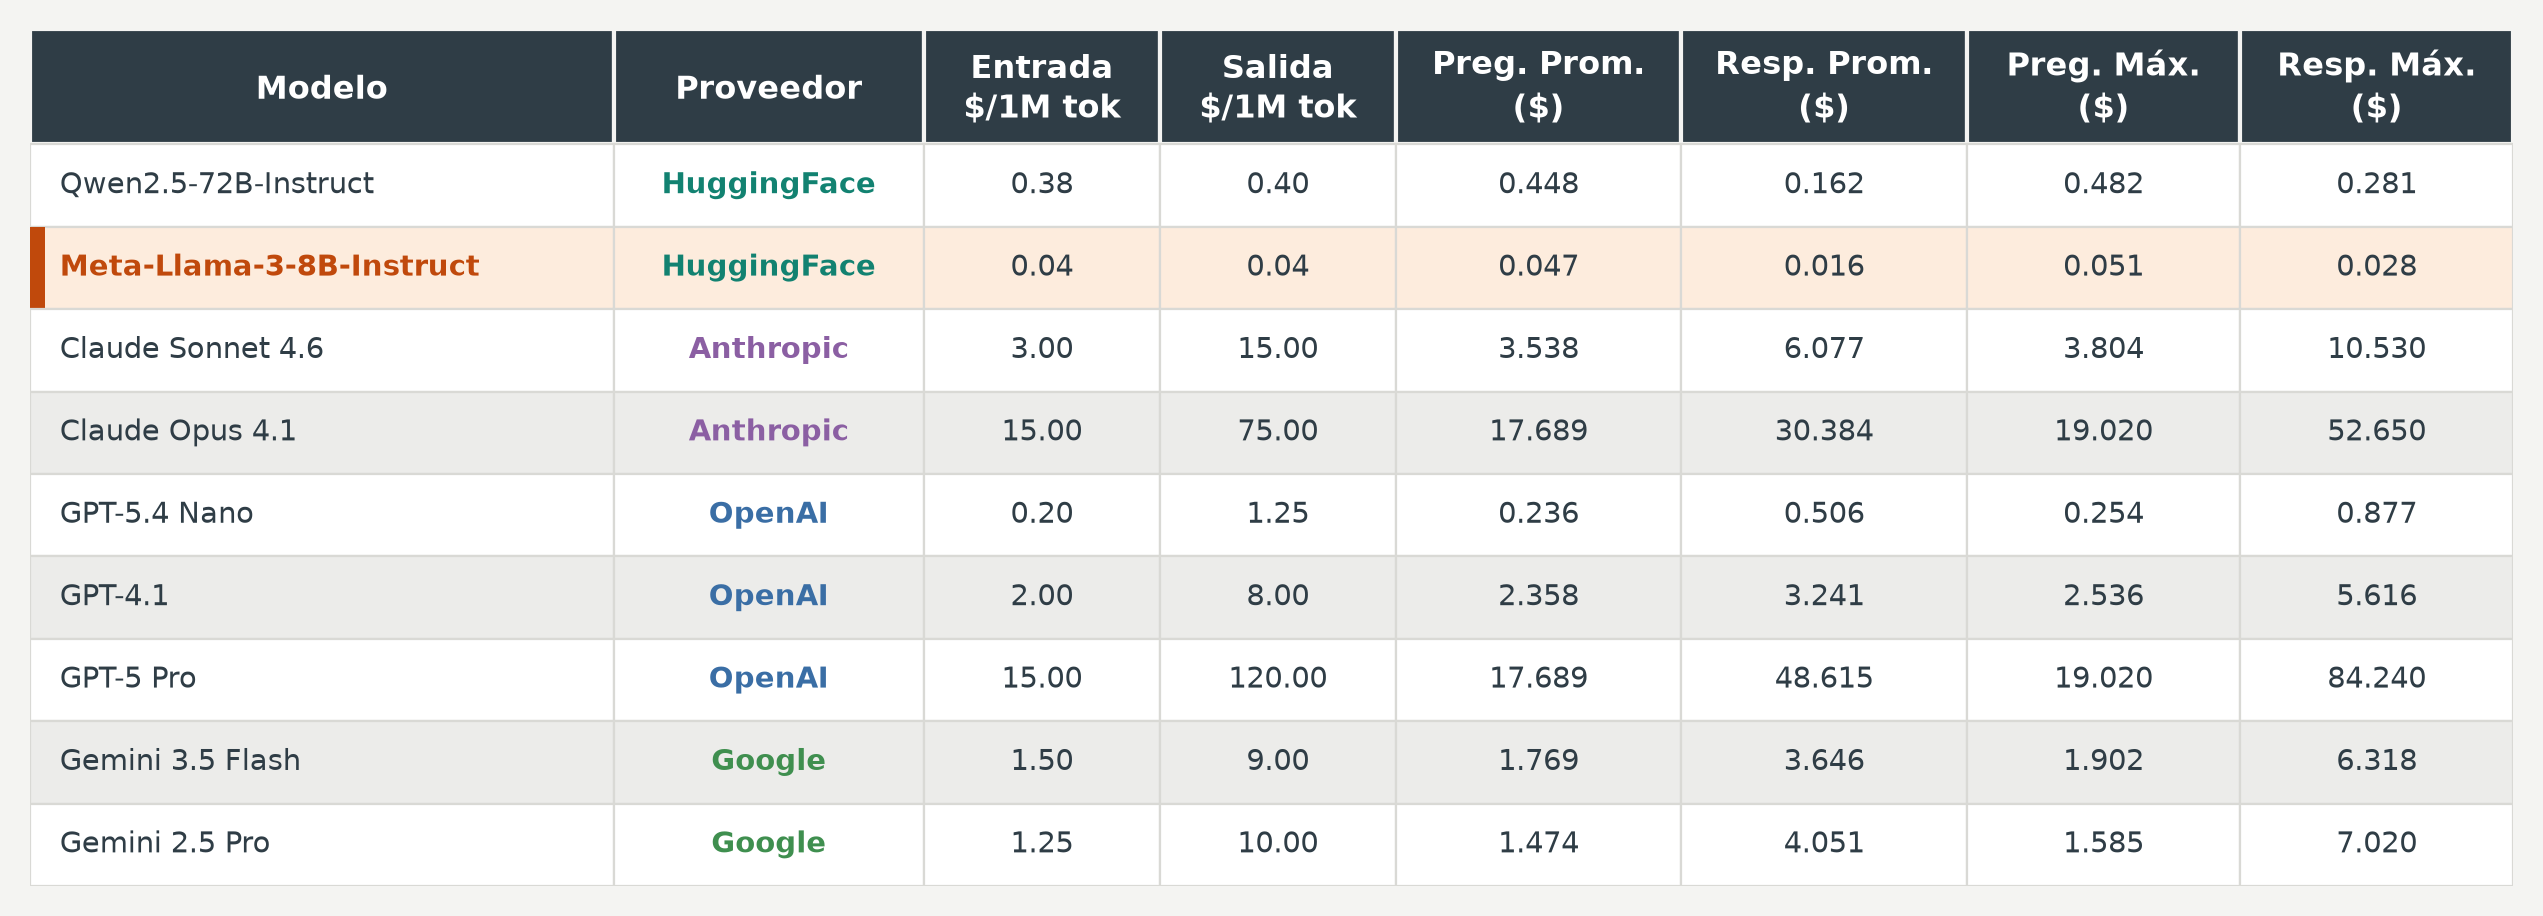 Modelo Proveedor Entrada $/1M tok Salida $/1M tok Preg. Prom. ($) Resp. Prom. ($) Preg. Máx. ($) Resp. Máx. ($)
Qwen2.5-72B-Instruct HuggingFace 0.38 0.40 0.448 0.162 0.482 0.281
Meta-Llama-3-8B-Instruct HuggingFace 0.04 0.04 0.047 0.016 0.051 0.028
Claude Sonnet 4.6 Anthropic 3.00 15.00 3.538 6.077 3.804 10.530
Claude Opus 4.1 Anthropic 15.00 75.00 17.689 30.384 19.020 52.650
GPT-5.4 Nano OpenAI 0.20 1.25 0.236 0.506 0.254 0.877
GPT-4.1 OpenAI 2.00 8.00 2.358 3.241 2.536 5.616
GPT-5 Pro OpenAI 15.00 120.00 17.689 48.615 19.020 84.240
Gemini 3.5 Flash Google 1.50 9.00 1.769 3.646 1.902 6.318
Gemini 2.5 Pro Google 1.25 10.00 1.474 4.051 1.585 7.020